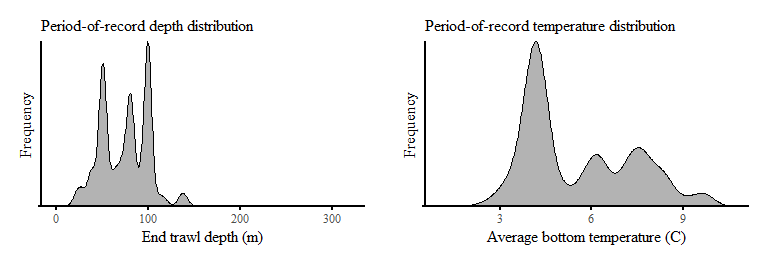 Period-of-record depth distribution
Frequency
0 100 200 300
End trawl depth (m)
Period-of-record temperature distribution
Frequency
3 6 9
Average bottom temperature (C)